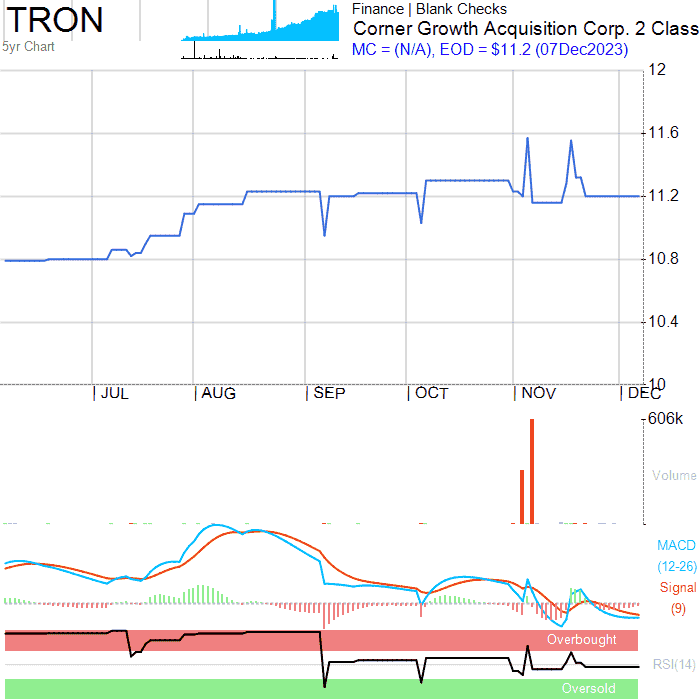 TRON
5yr Chart
Finance | Blank Checks
Corner Growth Acquisition Corp. 2 Class
MC = (N/A), EOD = $11.2 (07Dec2023)
12
11.6
11.2
10.8
10.4
10
JUL
AUG
SEP
OCT
NOV
DEC
606k
Volume
MACD
(12-26)
Signal
(9)
Overbought
RSI(14)
Oversold